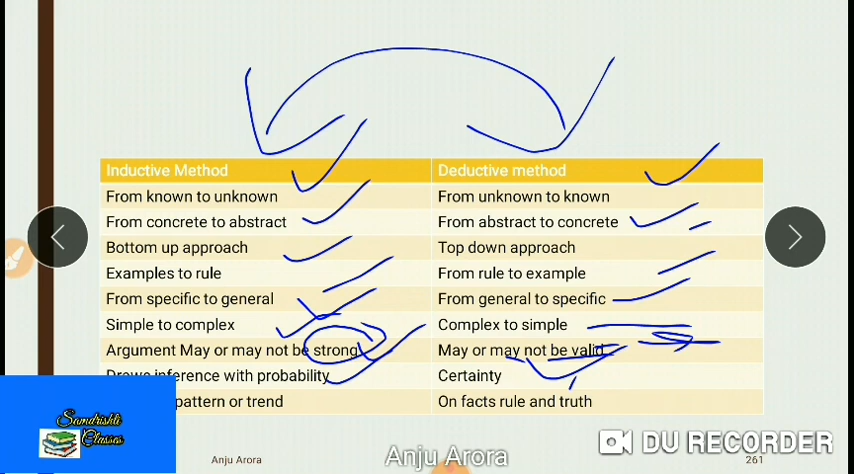 Inductive Method Deductive method
From known to unknown From unknown to known
From concrete to abstract From abstract to concrete
Bottom up approach Top down approach
Examples to rule From rule to example
From specific to general From general to specific
Simple to complex Complex to simple
Argument May or may not be strong May or may not be valid
Draws inference with probability Certainty
pattern or trend On facts rule and truth
Samdrishti
Classes
Anju Arora
Anju Arora
DU RECORDER
261